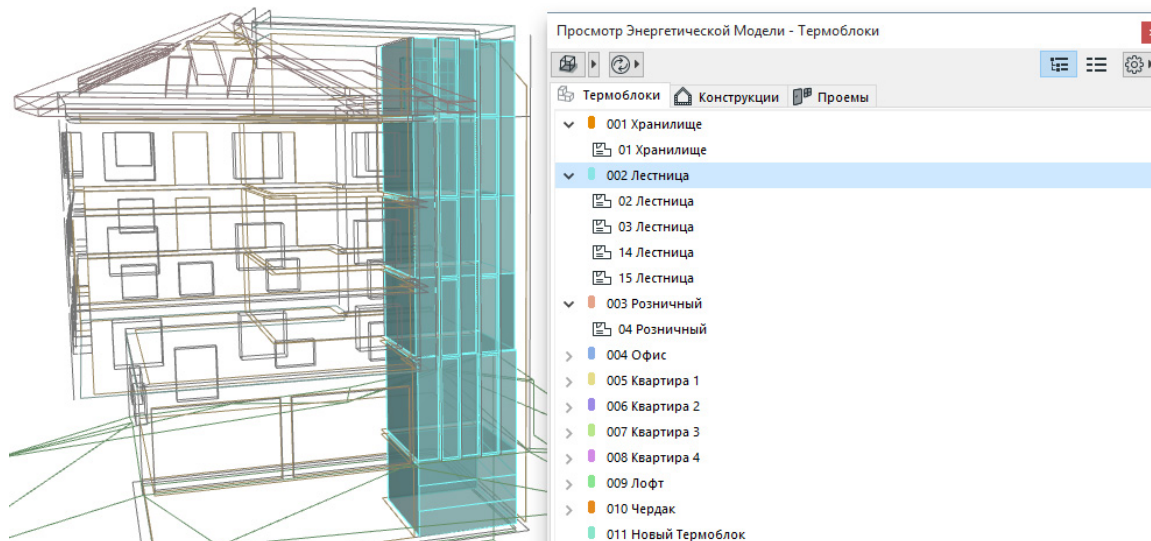 Просмотр Энергетической Модели - Термоблоки
Термоблоки Конструкции Проемы
001 Хранилище
01 Хранилище
002 Лестница
02 Лестница
03 Лестница
14 Лестница
15 Лестница
003 Розничный
04 Розничный
004 Офис
005 Квартира 1
006 Квартира 2
007 Квартира 3
008 Квартира 4
009 Лофт
010 Чердак
011 Новый Термоблок